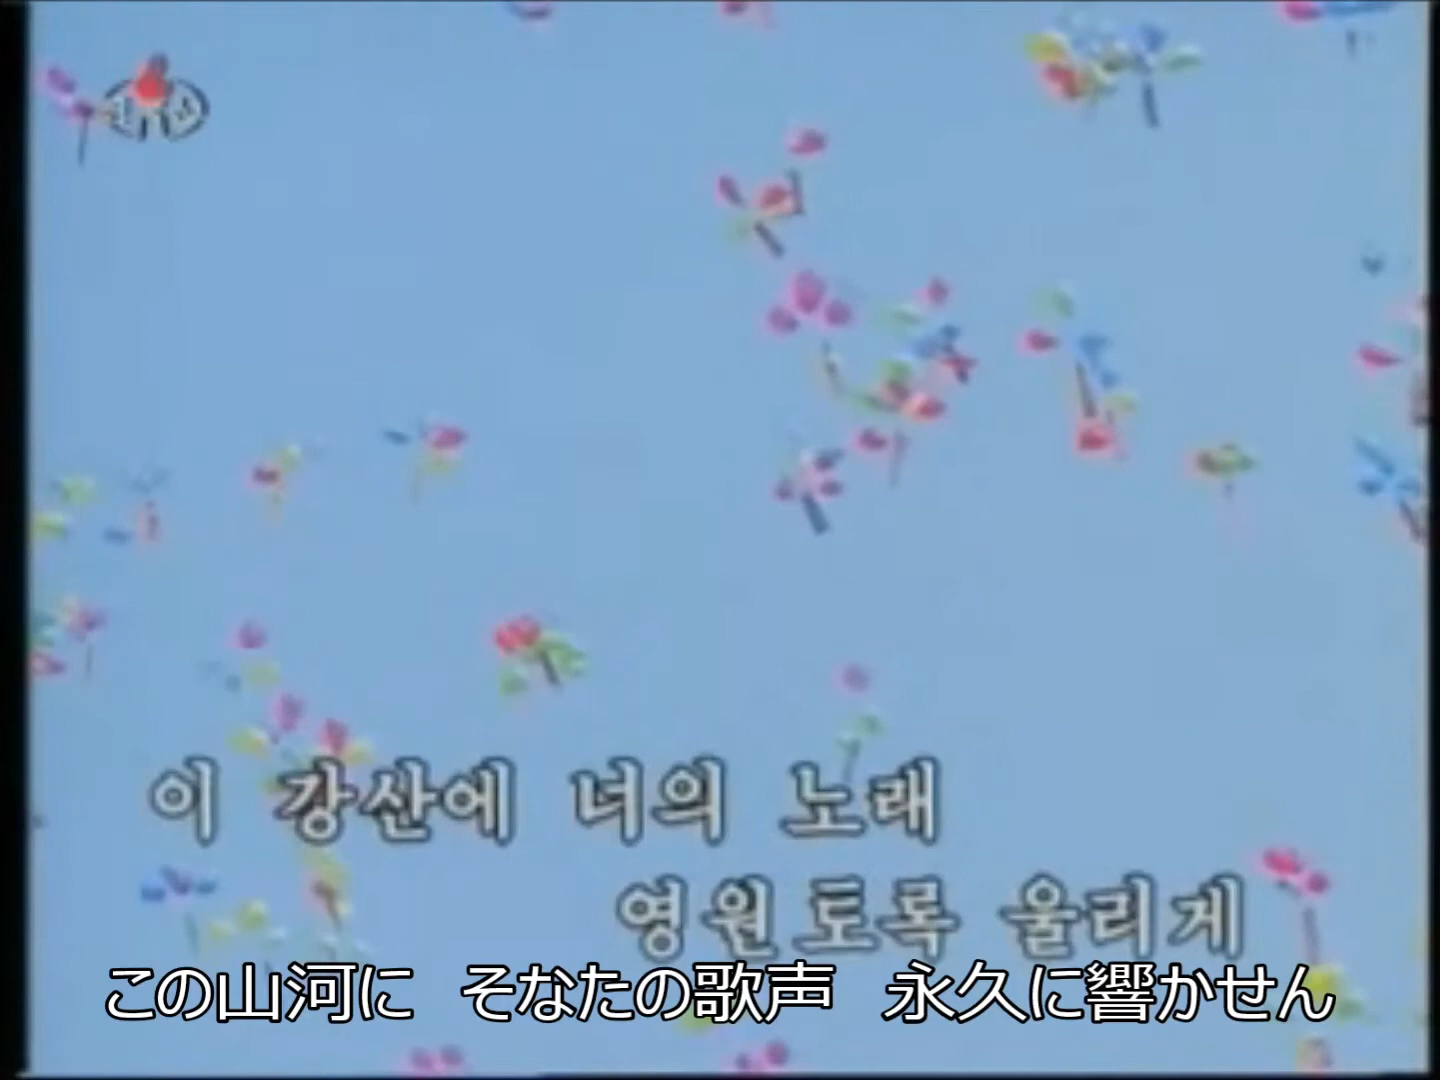 이 강산에 너의 노래
영원토록 울리게
この山河に　そなたの歌声　永久に響かせん